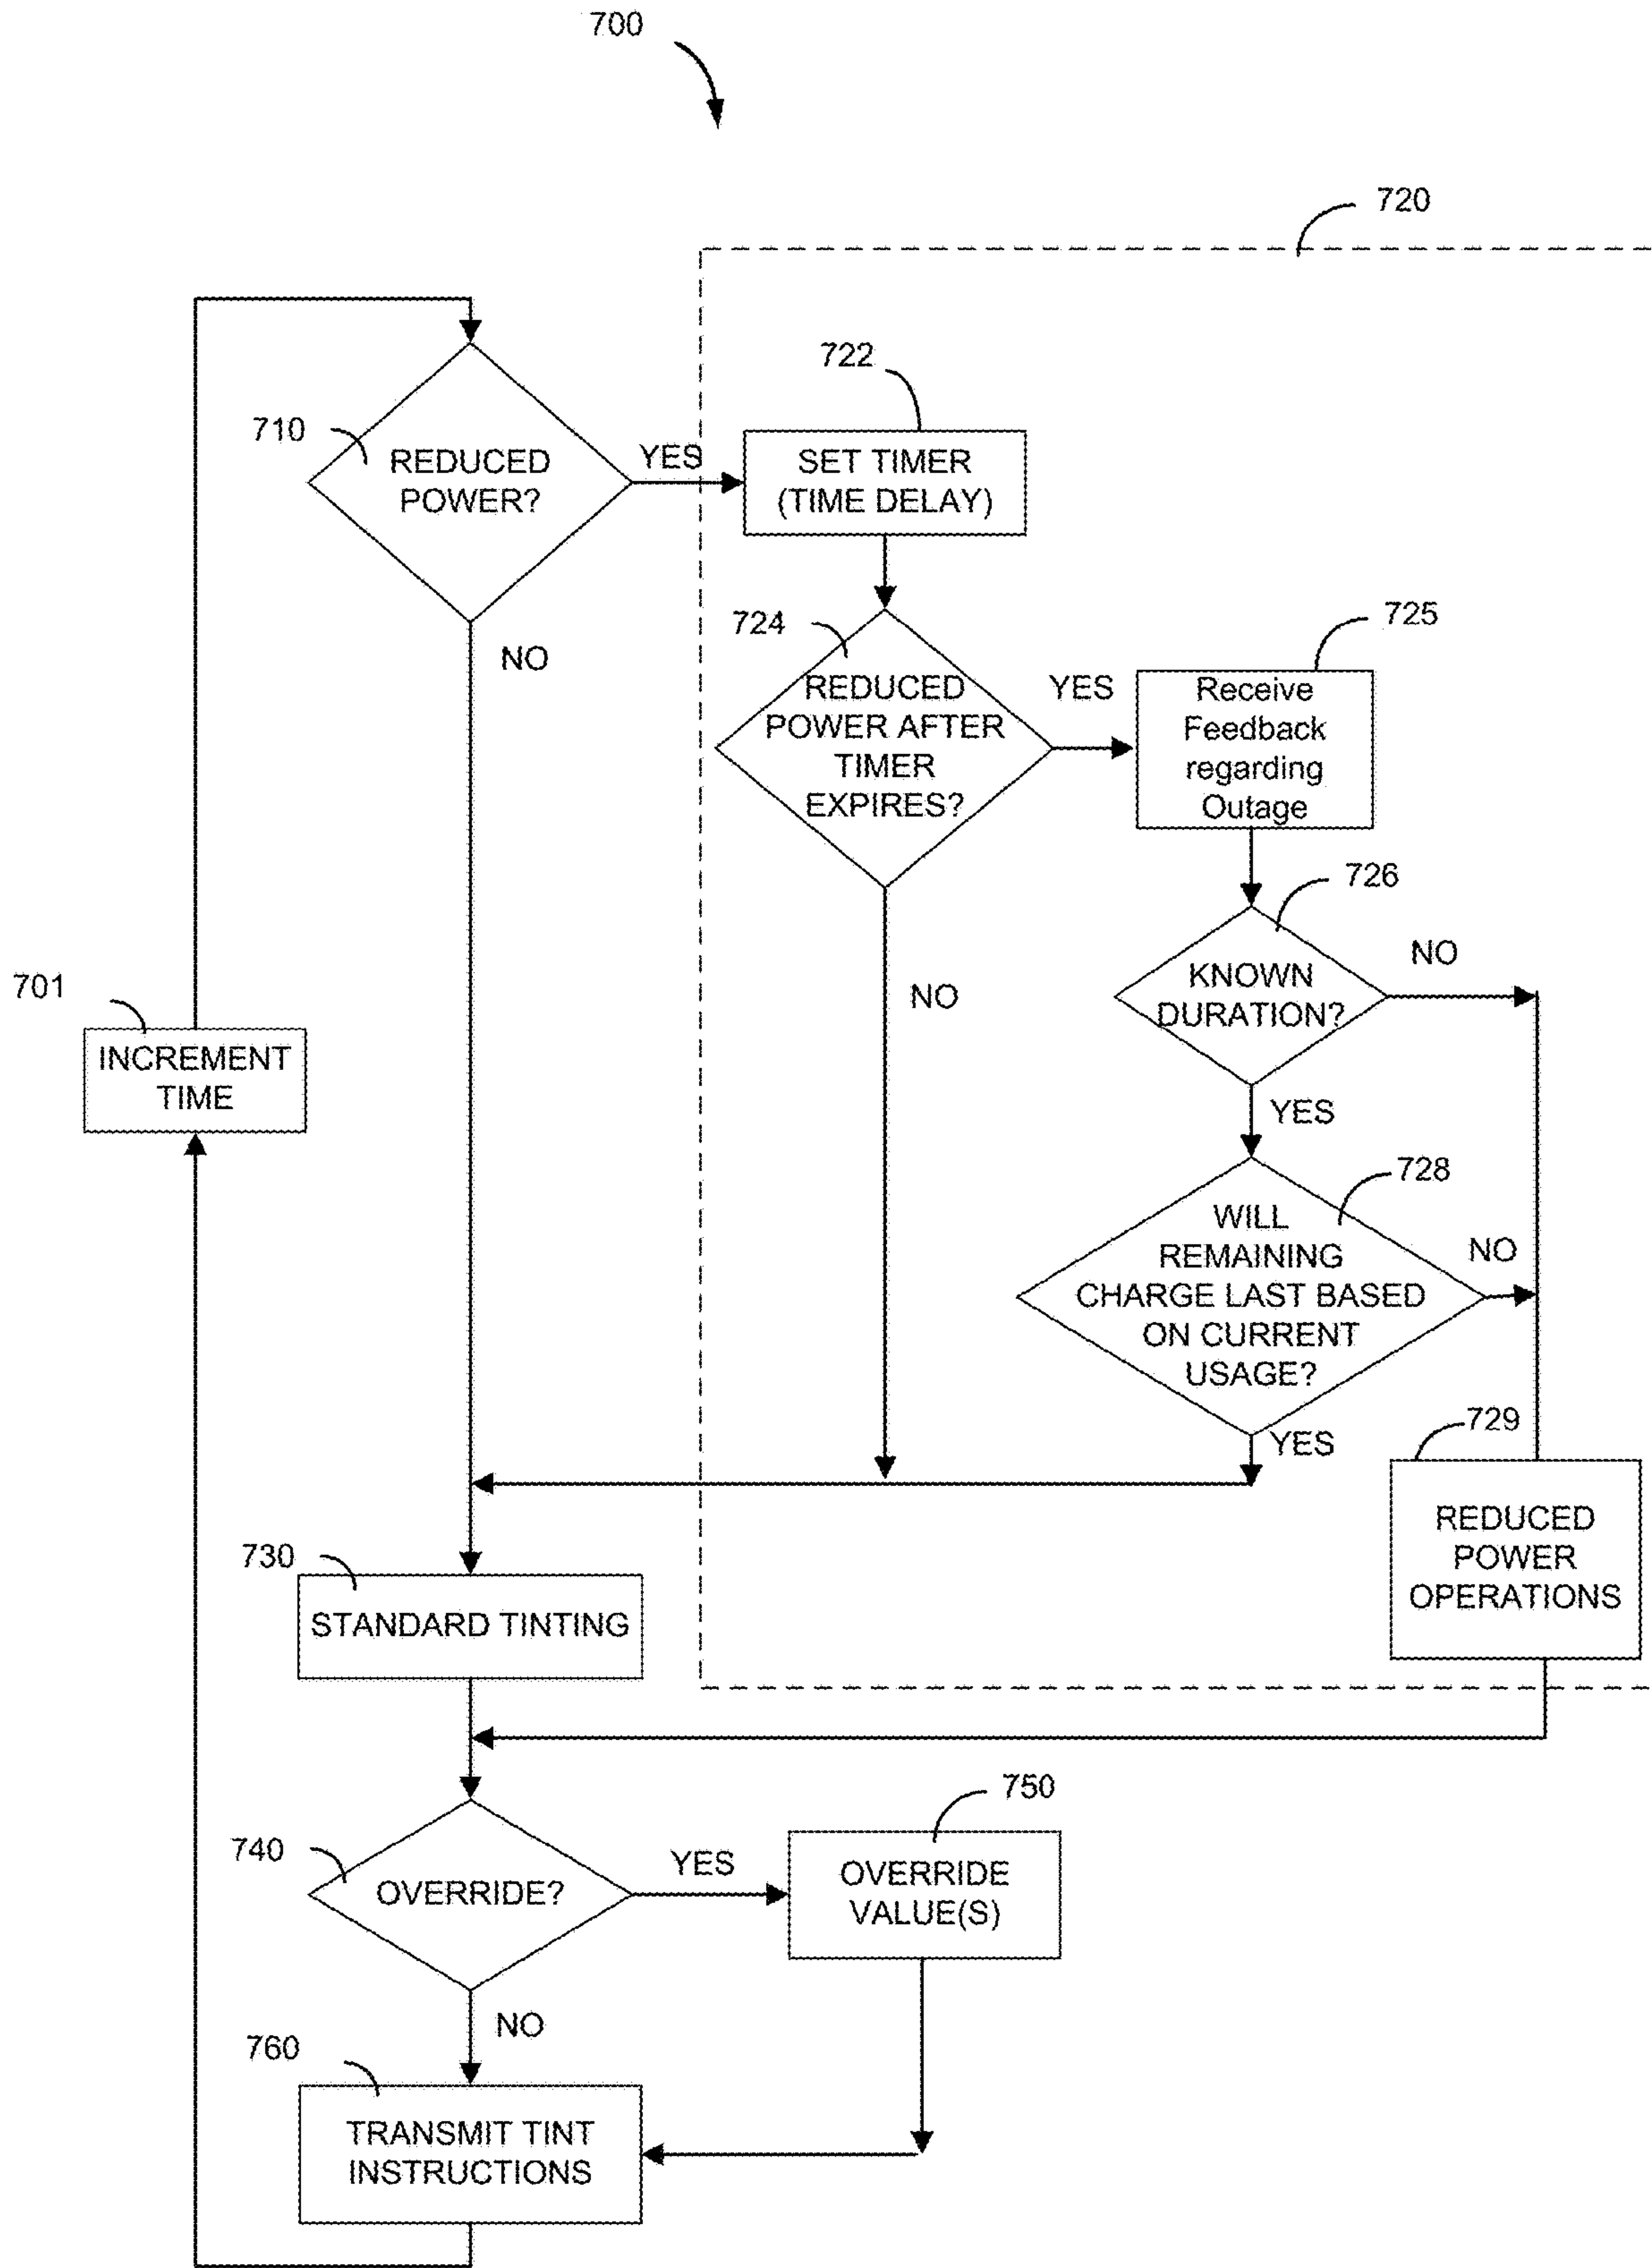 700
720
722
710
REDUCED
POWER?
YES
SET TIMER
(TIME DELAY)
NO
724
REDUCED
POWER AFTER
TIMER
EXPIRES?
YES
725
Receive
Feedback
regarding
Outage
726
KNOWN
DURATION?
NO
NO
YES
701
INCREMENT
TIME
728
WILL
REMAINING
CHARGE LAST BASED
ON CURRENT
USAGE?
NO
YES
729
REDUCED
POWER
OPERATIONS
730
STANDARD TINTING
740
OVERRIDE?
YES
750
OVERRIDE
VALUE(S)
NO
760
TRANSMIT TINT
INSTRUCTIONS